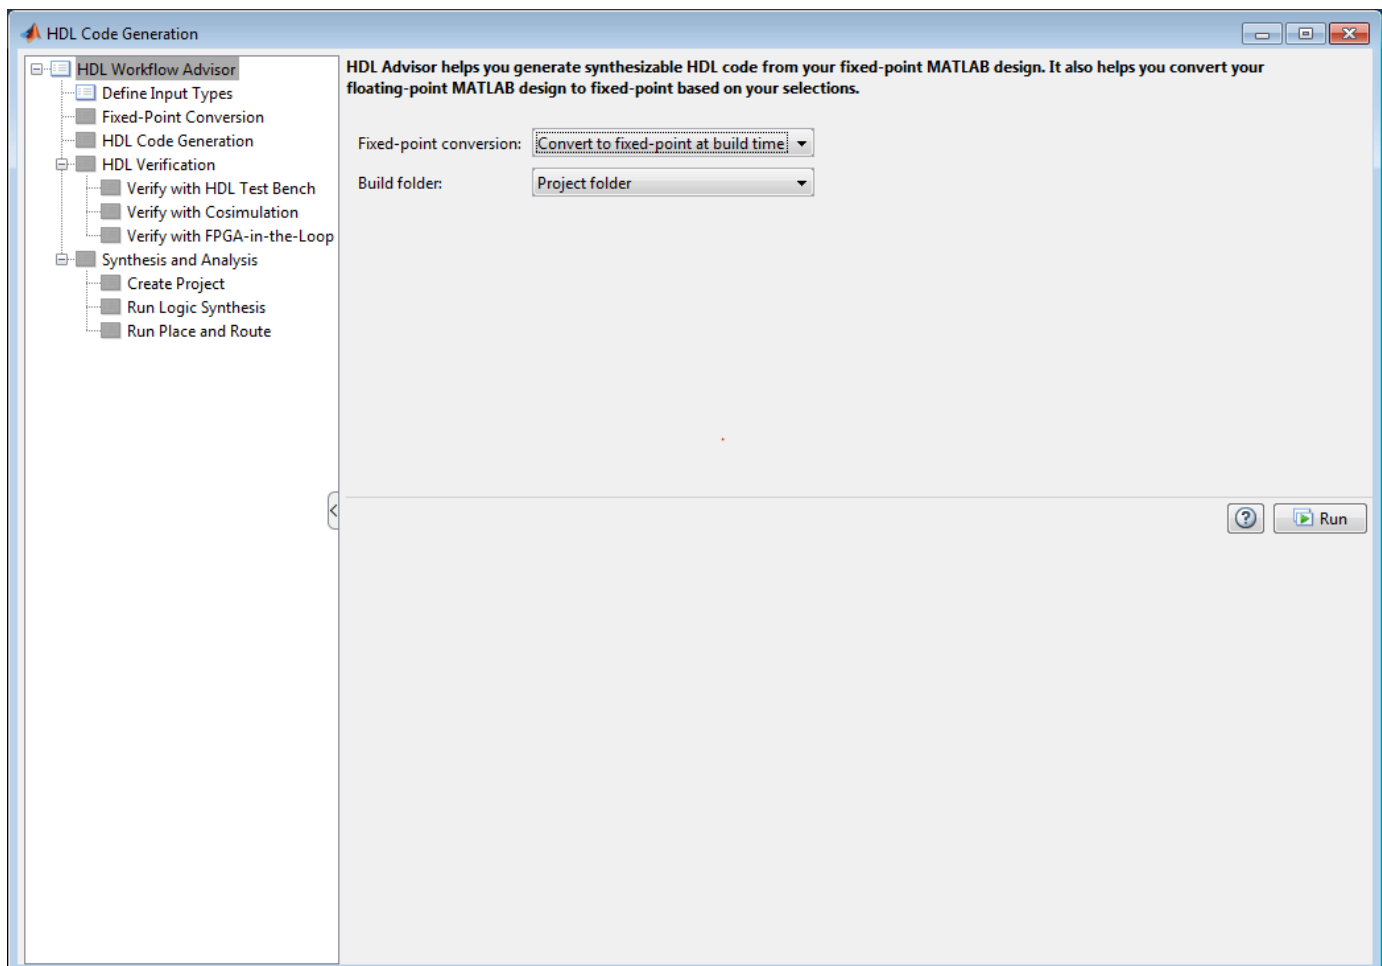 HDL Code Generation
HDL Workflow Advisor
Define Input Types
Fixed-Point Conversion
HDL Code Generation
HDL Verification
Verify with HDL Test Bench
Verify with Cosimulation
Verify with FPGA-in-the-Loop
Synthesis and Analysis
Create Project
Run Logic Synthesis
Run Place and Route
HDL Advisor helps you generate synthesizable HDL code from your fixed-point MATLAB design. It also helps you convert your
floating-point MATLAB design to fixed-point based on your selections.
Fixed-point conversion: Convert to fixed-point at build time
Build folder: Project folder
? Run